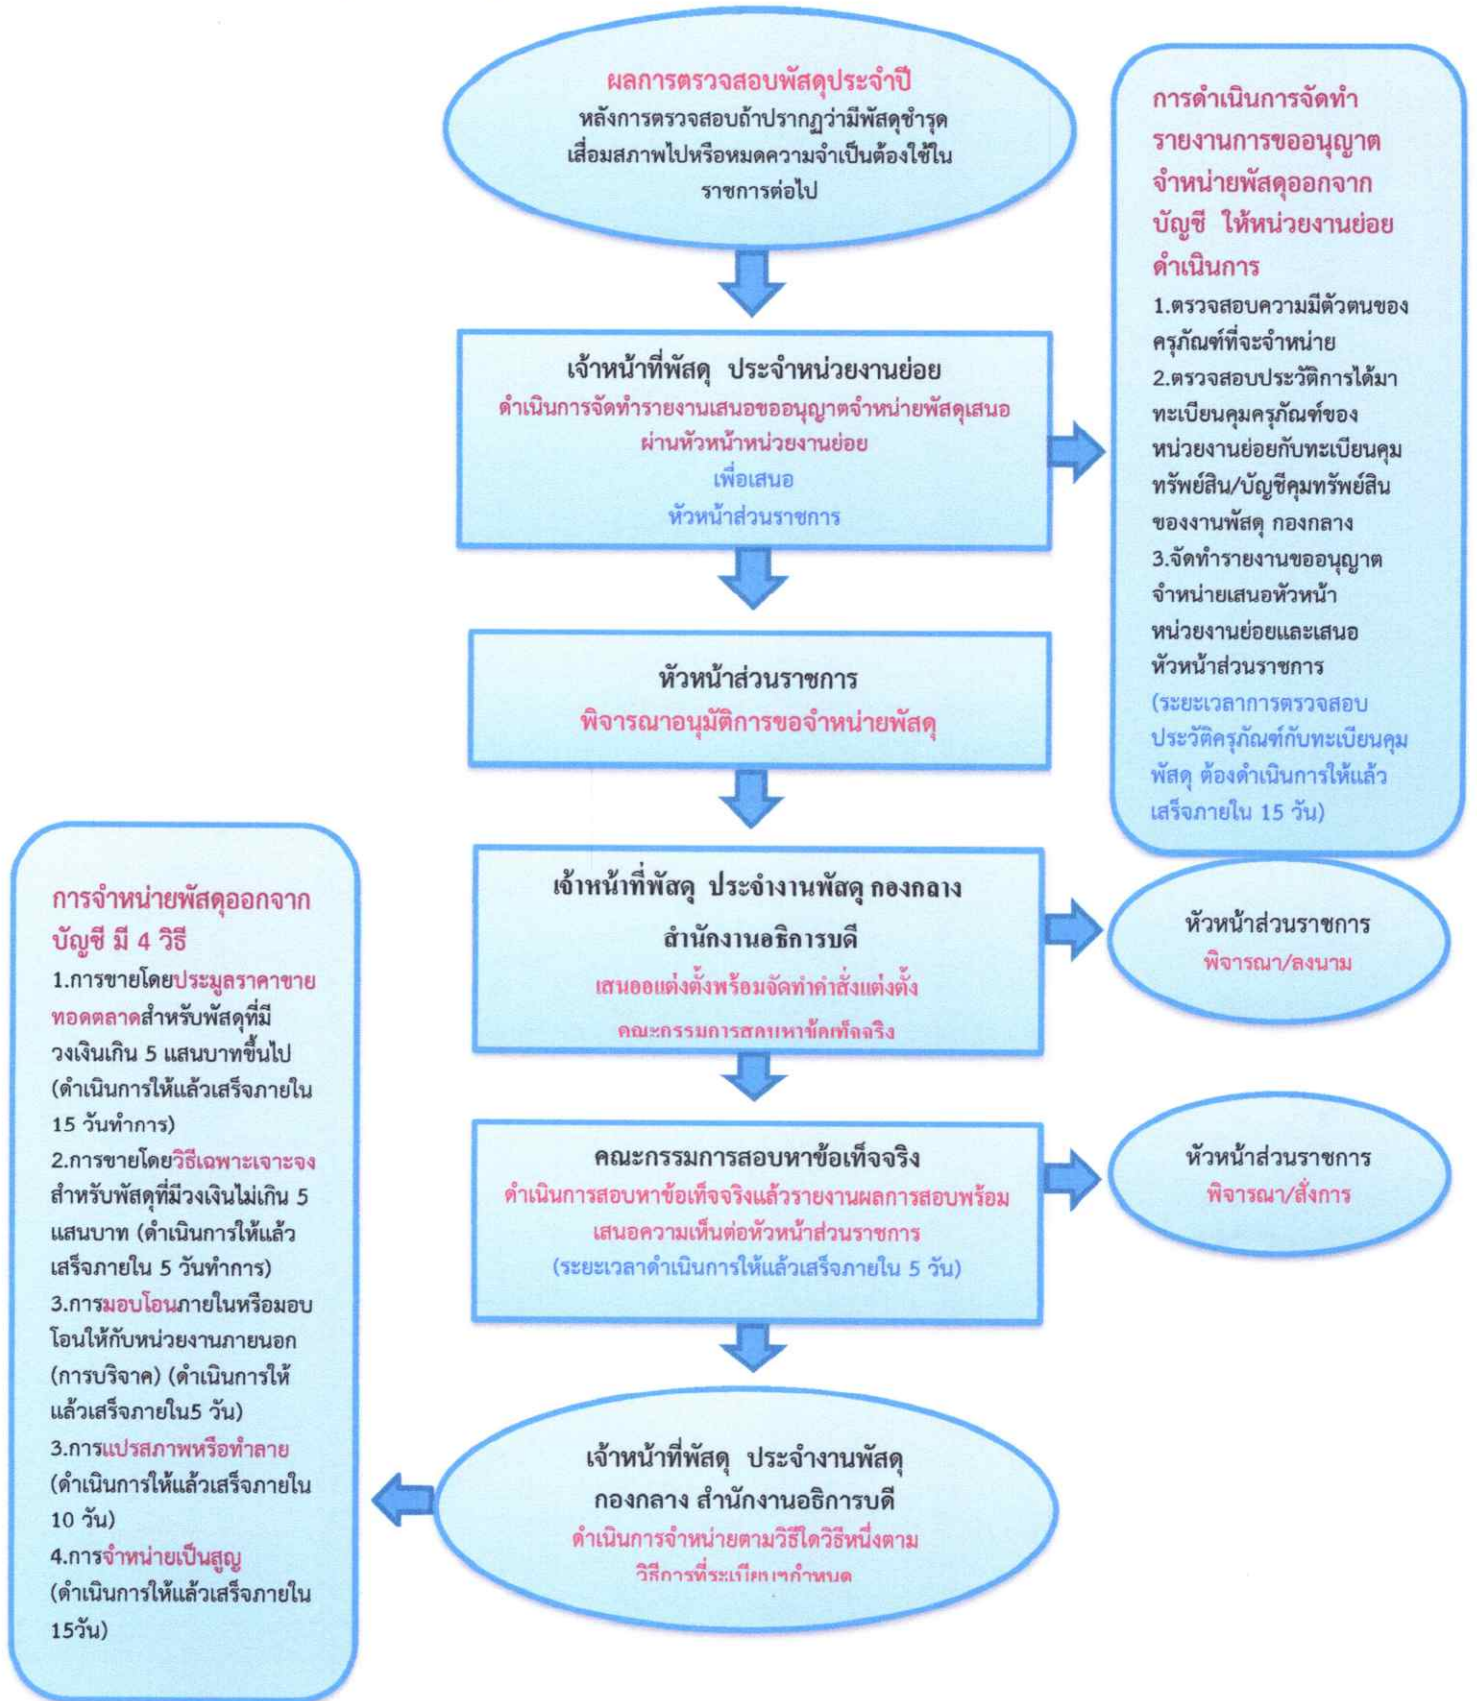 ผลการตรวจสอบพัสดุประจำปี
หลังการตรวจสอบถ้าปรากฏว่ามีพัสดุชำรุด
เสื่อมสภาพไปหรือหมดความจำเป็นต้องใช้ใน
ราชการต่อไป
เจ้าหน้าที่พัสดุ ประจำหน่วยงานย่อย
ดำเนินการจัดทำรายงานเสนอขออนุญาตจำหน่ายพัสดุเสนอ
ผ่านหัวหน้าหน่วยงานย่อย
เพื่อเสนอ
หัวหน้าส่วนราชการ
การดำเนินการจัดทำ
รายงานการขออนุญาต
จำหน่ายพัสดุออกจาก
บัญชี ให้หน่วยงานย่อย
ดำเนินการ
1.ตรวจสอบความมีตัวตนของ
ครุภัณฑ์ที่จะจำหน่าย
2.ตรวจสอบประวัติการได้มา
ทะเบียนคุมครุภัณฑ์ของ
หน่วยงานย่อยกับทะเบียนคุม
ทรัพย์สิน/บัญชีคุมทรัพย์สิน
ของงานพัสดุ กองกลาง
3.จัดทำรายงานขออนุญาต
จำหน่ายเสนอหัวหน้า
หน่วยงานย่อยและเสนอ
หัวหน้าส่วนราชการ
(ระยะเวลาการตรวจสอบ
ประวัติครุภัณฑ์กับทะเบียนคุม
พัสดุ ต้องดำเนินการให้แล้ว
เสร็จภายใน 15 วัน)
หัวหน้าส่วนราชการ
พิจารณาอนุมัติการขอจำหน่ายพัสดุ
เจ้าหน้าที่พัสดุ ประจำงานพัสดุ กองกลาง
สำนักงานอธิการบดี
เสนออแต่งตั้งพร้อมจัดทำคำสั่งแต่งตั้ง
คณะกรรมการสอบหาข้อเท็จจริง
หัวหน้าส่วนราชการ
พิจารณา/ลงนาม
คณะกรรมการสอบหาข้อเท็จจริง
ดำเนินการสอบหาข้อเท็จจริงแล้วรายงานผลการสอบพร้อม
เสนอความเห็นต่อหัวหน้าส่วนราชการ
(ระยะเวลาดำเนินการให้แล้วเสร็จภายใน 5 วัน)
หัวหน้าส่วนราชการ
พิจารณา/สั่งการ
เจ้าหน้าที่พัสดุ ประจำงานพัสดุ
กองกลาง สำนักงานอธิการบดี
ดำเนินการจำหน่ายตามวิธีใดวิธีหนึ่งตาม
วิธีการที่ระเบียบฯกำหนด
การจำหน่ายพัสดุออกจาก
บัญชี มี 4 วิธี
1.การขายโดยประมูลราคาขาย
ทอดตลาดสำหรับพัสดุที่มี
วงเงินเกิน 5 แสนบาทขึ้นไป
(ดำเนินการให้แล้วเสร็จภายใน
15 วันทำการ)
2.การขายโดยวิธีเฉพาะเจาะจง
สำหรับพัสดุที่มีวงเงินไม่เกิน 5
แสนบาท (ดำเนินการให้แล้ว
เสร็จภายใน 5 วันทำการ)
3.การมอบโอนภายในหรือมอบ
โอนให้กับหน่วยงานภายนอก
(การบริจาค) (ดำเนินการให้
แล้วเสร็จภายใน5 วัน)
3.การแปรสภาพหรือทำลาย
(ดำเนินการให้แล้วเสร็จภายใน
10 วัน)
4.การจำหน่ายเป็นสูญ
(ดำเนินการให้แล้วเสร็จภายใน
15วัน)